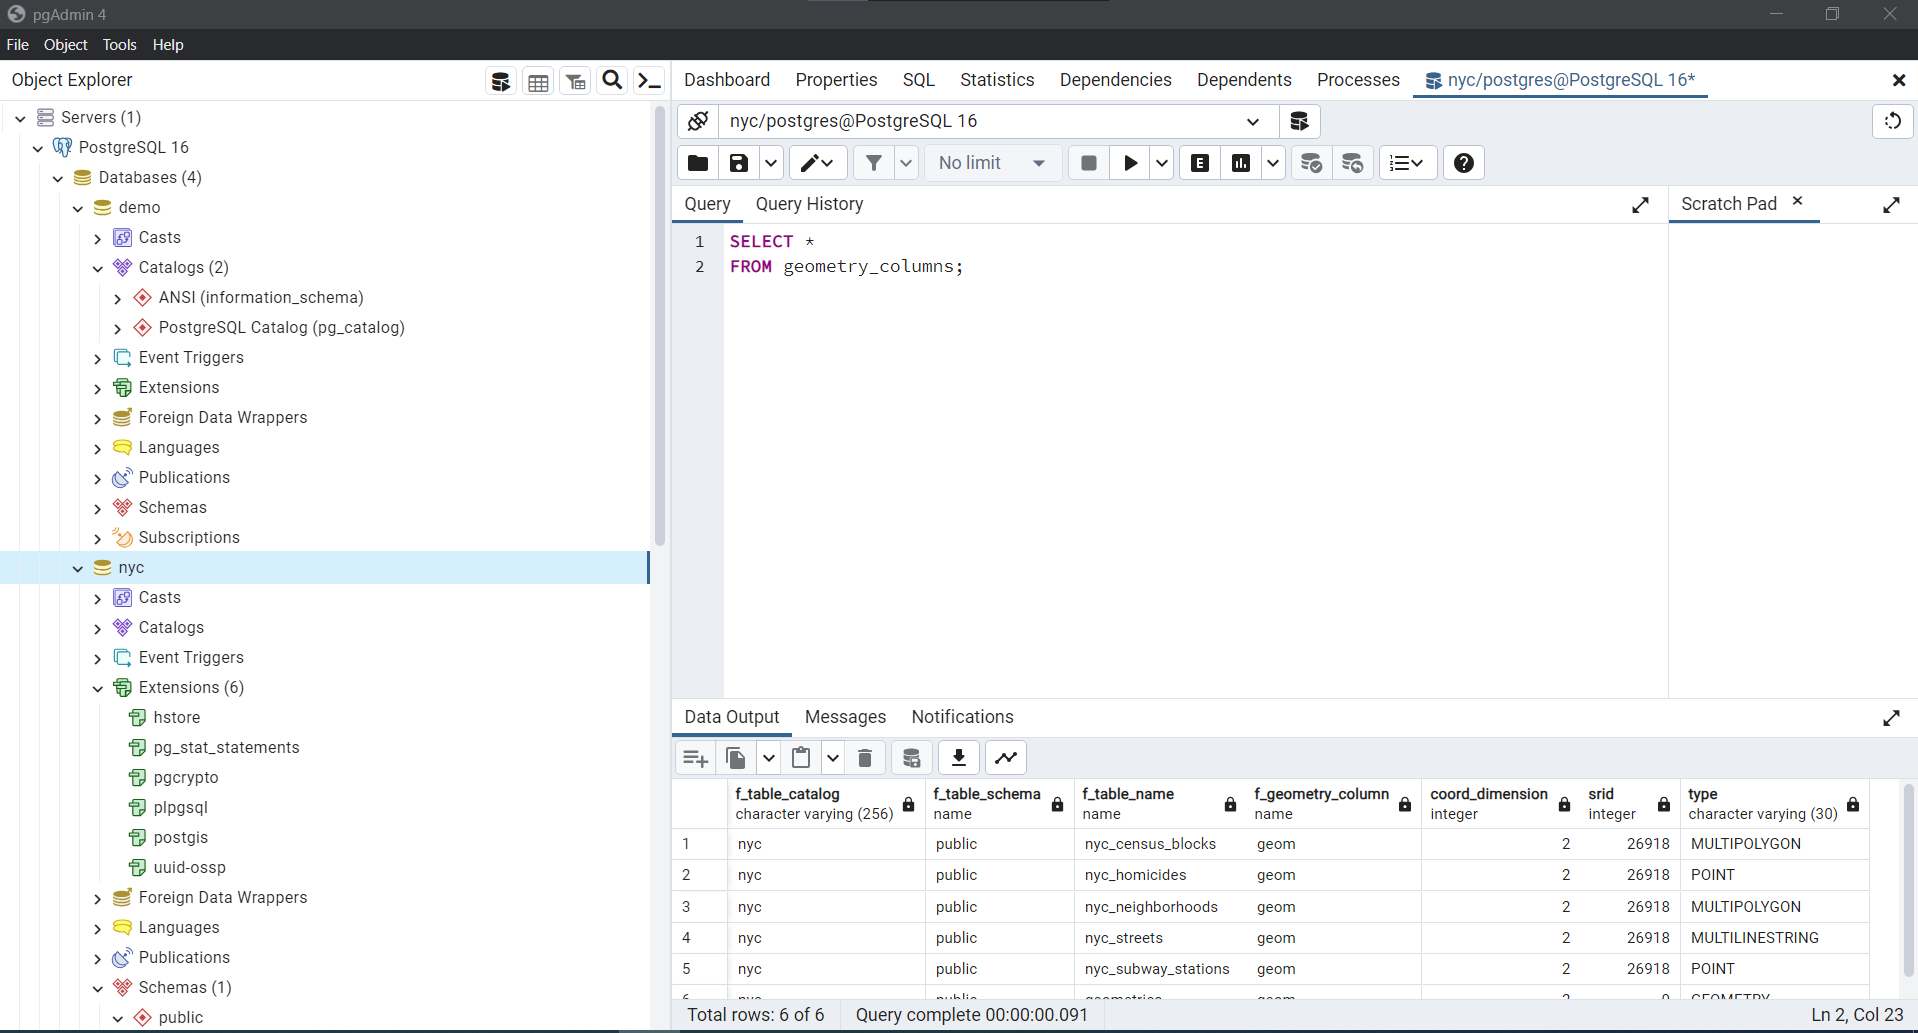 pgAdmin 4
File Object Tools Help
Object Explorer
Servers (1)
PostgreSQL 16
Databases (4)
demo
Casts
Catalogs (2)
ANSI (information_schema)
PostgreSQL Catalog (pg_catalog)
Event Triggers
Extensions
Foreign Data Wrappers
Languages
Publications
Schemas
Subscriptions
nyc
Casts
Catalogs
Event Triggers
Extensions (6)
hstore
pg_stat_statements
pgcrypto
plpgsql
postgis
uuid-ossp
Foreign Data Wrappers
Languages
Publications
Schemas (1)
public
Dashboard Properties SQL Statistics Dependencies Dependents Processes nyc/postgres@PostgreSQL 16*
nyc/postgres@PostgreSQL 16
No limit E
Query Query History
Scratch Pad
1 SELECT *
2 FROM geometry_columns;
Data Output Messages Notifications
f_table_catalog f_table_schema f_table_name f_geometry_column coord_dimension srid type
character varying (256) name name name integer integer character varying (30)
1 nyc public nyc_census_blocks geom 2 26918 MULTIPOLYGON
2 nyc public nyc_homicides geom 2 26918 POINT
3 nyc public nyc_neighborhoods geom 2 26918 MULTIPOLYGON
4 nyc public nyc_streets geom 2 26918 MULTILINESTRING
5 nyc public nyc_subway_stations geom 2 26918 POINT
6 nyc public geometries geom 2 0 GEOMETRY
Total rows: 6 of 6 Query complete 00:00:00.091 Ln 2, Col 23